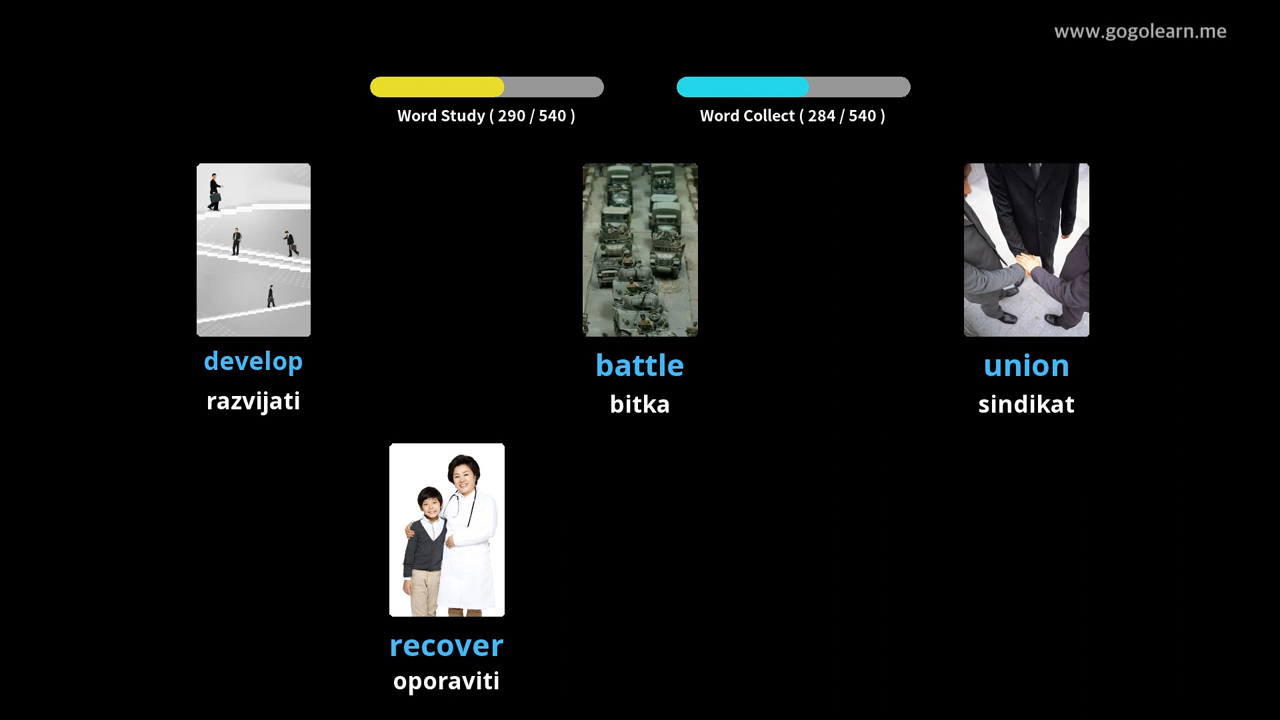 www.gogolearn.me
Word Study ( 290 / 540 )
Word Collect ( 284 / 540 )
develop
razvijati
battle
bitka
union
sindikat
recover
oporaviti